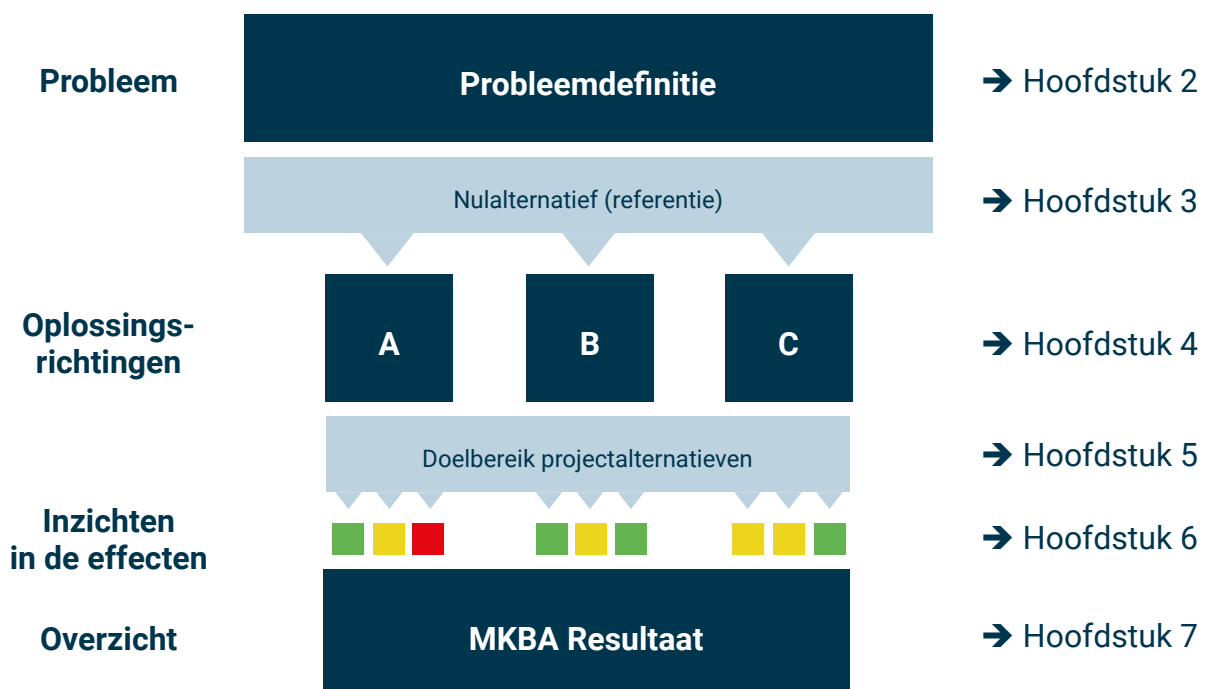 Probleem
Probleemdefinitie
➔ Hoofdstuk 2
Nulalternatief (referentie)
➔ Hoofdstuk 3
Oplossings-
richtingen
A
B
C
➔ Hoofdstuk 4
Doelbereik projectalternatieven
➔ Hoofdstuk 5
Inzichten
in de effecten
➔ Hoofdstuk 6
Overzicht
MKBA Resultaat
➔ Hoofdstuk 7